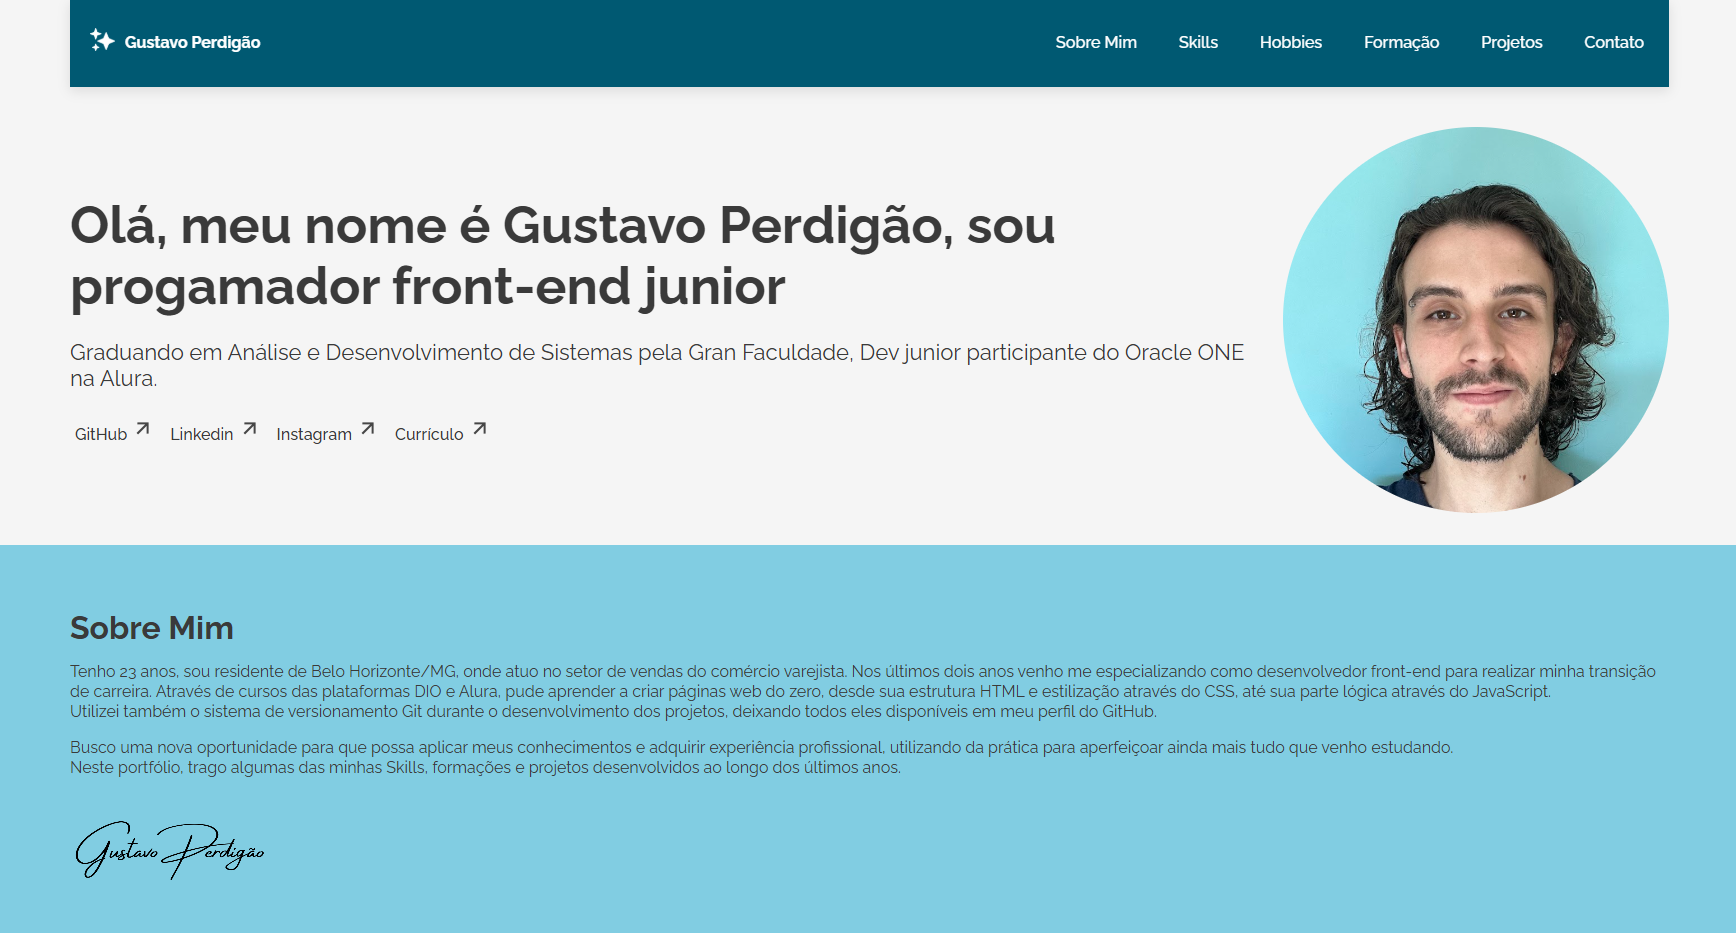 Gustavo Perdigão
Sobre Mim Skills Hobbies Formação Projetos Contato
Olá, meu nome é Gustavo Perdigão, sou
progamador front-end junior
Graduando em Análise e Desenvolvimento de Sistemas pela Gran Faculdade, Dev junior participante do Oracle ONE
na Alura.
GitHub Linkedin Instagram Currículo
Sobre Mim
Tenho 23 anos, sou residente de Belo Horizonte/MG, onde atuo no setor de vendas do comércio varejista. Nos últimos dois anos venho me especializando como desenvolvedor front-end para realizar minha transição
de carreira. Através de cursos das plataformas DIO e Alura, pude aprender a criar páginas web do zero, desde sua estrutura HTML e estilização através do CSS, até sua parte lógica através do JavaScript.
Utilizei também o sistema de versionamento Git durante o desenvolvimento dos projetos, deixando todos eles disponíveis em meu perfil do GitHub.
Busco uma nova oportunidade para que possa aplicar meus conhecimentos e adquirir experiência profissional, utilizando da prática para aperfeiçoar ainda mais tudo que venho estudando.
Neste portfólio, trago algumas das minhas Skills, formações e projetos desenvolvidos ao longo dos últimos anos.
Gustavo Perdigão